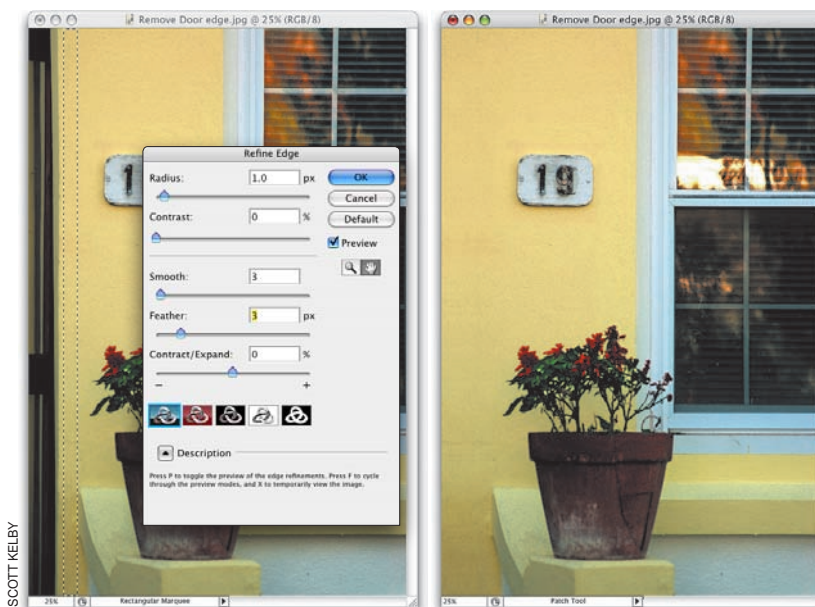 Remove Door edge.jpg @ 25% (RGB/8)
Remove Door edge.jpg @ 25% (RGB/8)
1
19
Refine Edge
Radius: 1.0 px OK
Cancel
Contrast: 0 % Default
Preview
Smooth: 3
Feather: 3 px
Contract/Expand: 0 %
− +
Description
Press P to toggle the preview of the edge refinements. Press F to cycle
through the preview modes, and X to temporarily view the image.
25% Rectangular Marquee
25% Patch Tool
SCOTT KELBY